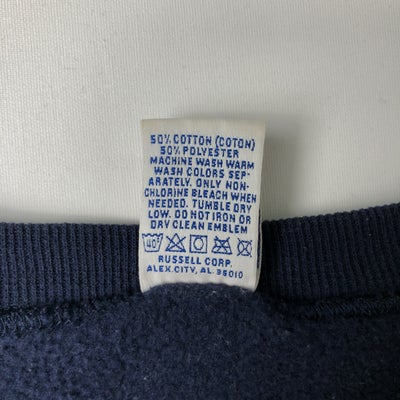 50% COTTON (COTON)
50% POLYESTER
MACHINE WASH WARM
WASH COLORS SEP-
ARATELY. ONLY NON-
CHLORINE BLEACH WHEN
NEEDED. TUMBLE DRY
LOW. DO NOT IRON OR
DRY CLEAN EMBLEM
40
RUSSELL CORP.
ALEX. CITY, AL. 35010